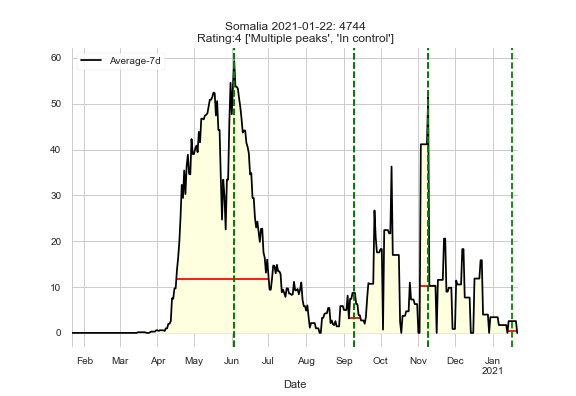 Somalia 2021-01-22: 4744
Rating:4 ['Multiple peaks', 'In control']
Average-7d
60
50
40
30
20
10
0
Feb Mar Apr May Jun Jul Aug Sep Oct Nov Dec Jan
2021
Date